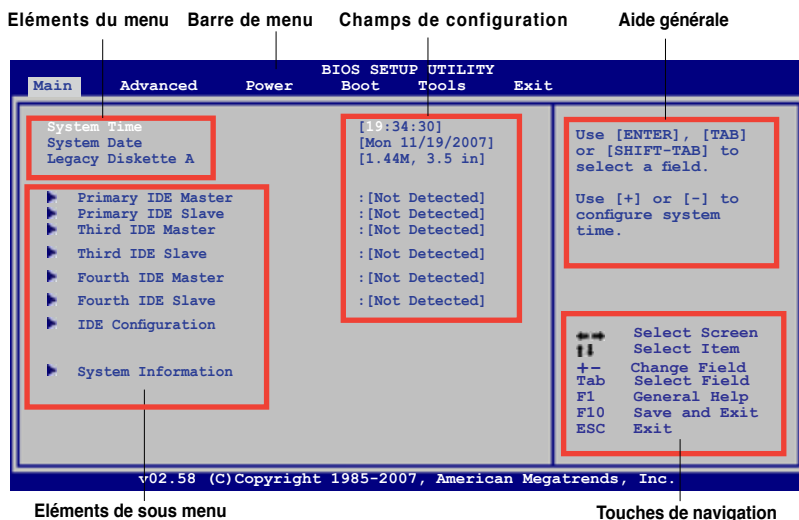 Eléments du menu Barre de menu Champs de configuration Aide générale
BIOS SETUP UTILITY
Main Advanced Power Boot Tools Exit
System Time [19:34:30]
System Date [Mon 11/19/2007]
Legacy Diskette A [1.44M, 3.5 in]
Primary IDE Master :[Not Detected]
Primary IDE Slave :[Not Detected]
Third IDE Master :[Not Detected]
Third IDE Slave :[Not Detected]
Fourth IDE Master :[Not Detected]
Fourth IDE Slave :[Not Detected]
IDE Configuration
System Information
Use [ENTER], [TAB]
or [SHIFT-TAB] to
select a field.
Use [+] or [-] to
configure system
time.
Select Screen
Select Item
+- Change Field
Tab Select Field
F1 General Help
F10 Save and Exit
ESC Exit
v02.58 (C)Copyright 1985-2007, American Megatrends, Inc.
Eléments de sous menu Touches de navigation